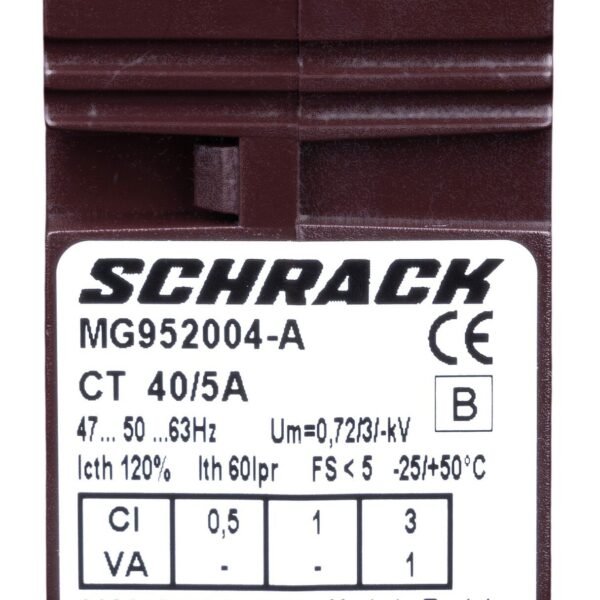 SCHRACK
MG952004-A CE
CT 40/5A
B
47... 50 ...63Hz Um=0,72/3/-kV
Icth 120% Ith 60Ipr FS < 5 -25/+50°C
CI 0,5 1 3
VA - - 1